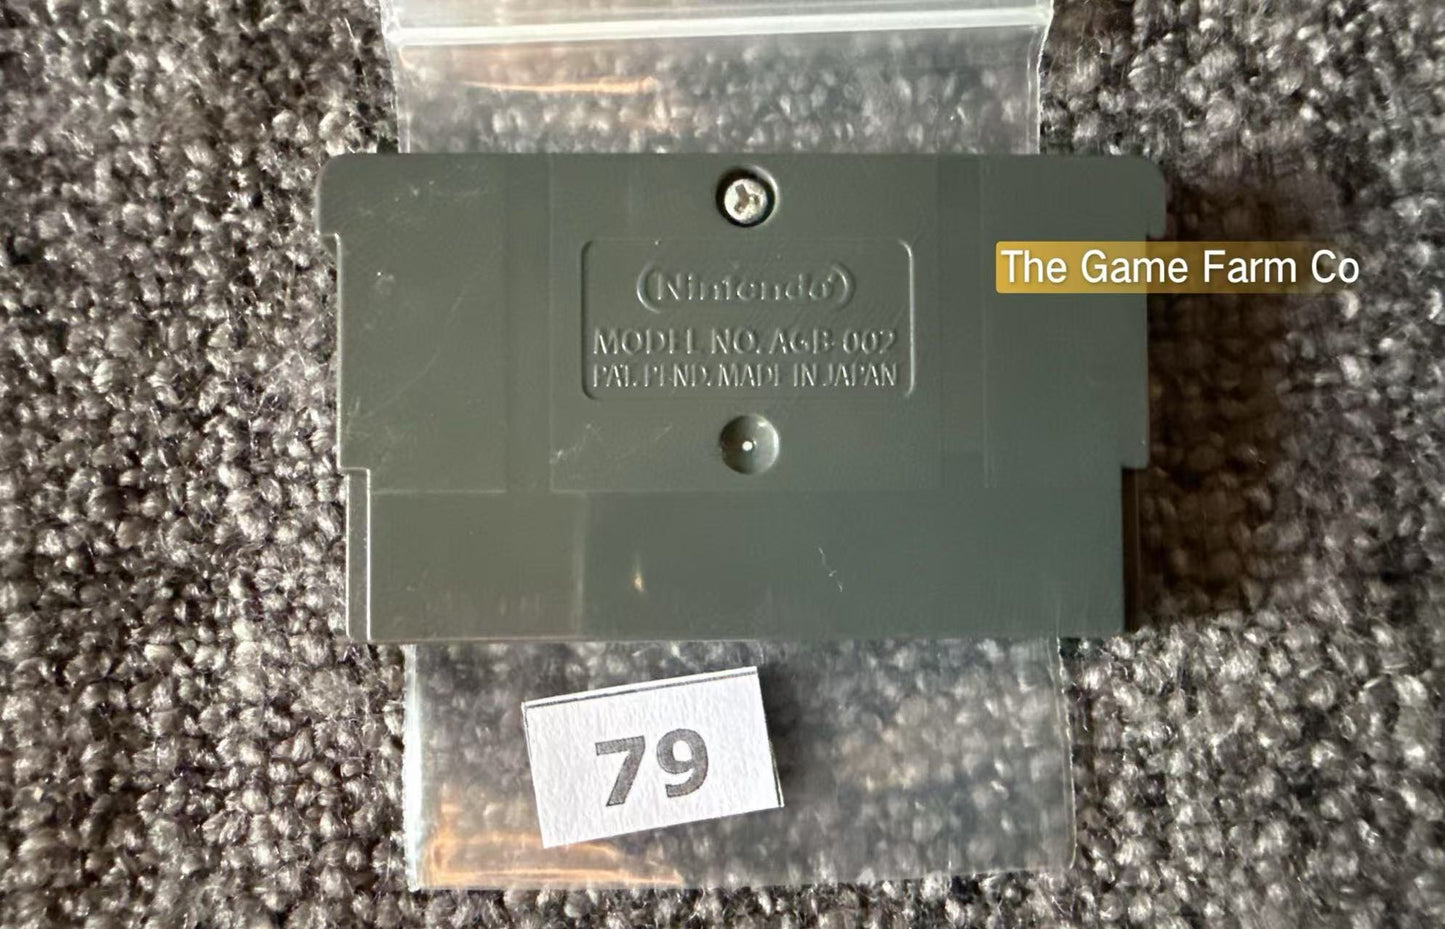 Nintendo®
The Game Farm Co
MODEL NO. AGB-002
PAT. PEND. MADE IN JAPAN
79